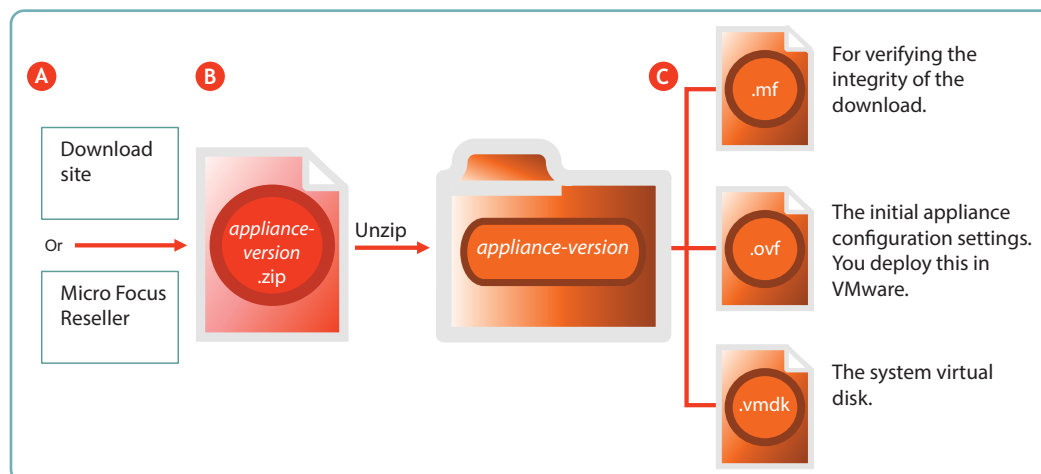 A
Download
site
Or
Micro Focus
Reseller
B
appliance-
version
.zip
Unzip
appliance-version
C
.mf
For verifying the
integrity of the
download.
.ovf
The initial appliance
configuration settings.
You deploy this in
VMware.
.vmdk
The system virtual
disk.